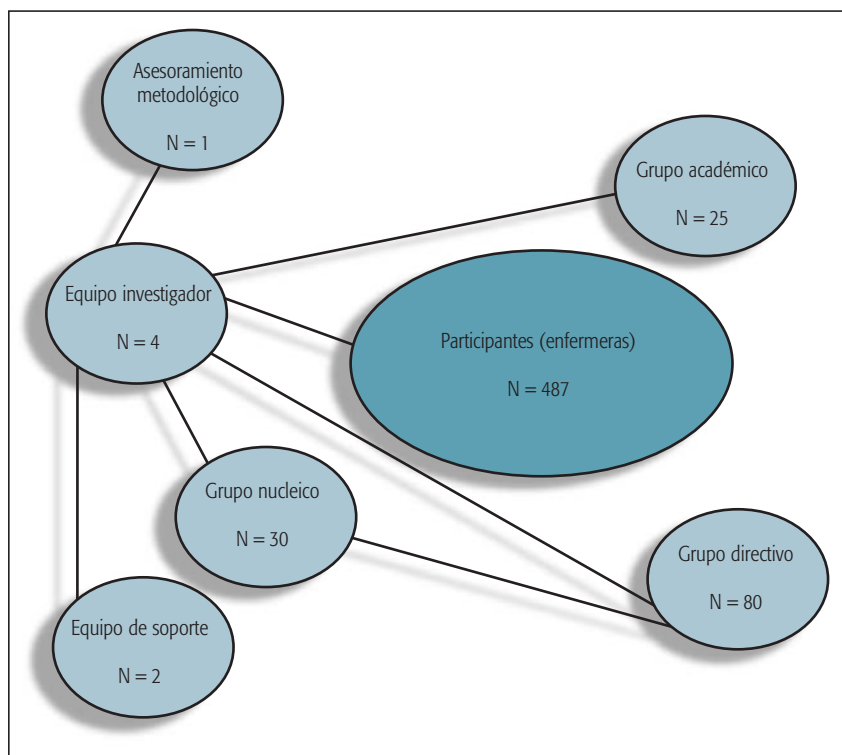 Asesoramiento
metodológico
N = 1
Grupo académico
N = 25
Equipo investigador
N = 4
Participantes (enfermeras)
N = 487
Grupo nucleico
N = 30
Grupo directivo
N = 80
Equipo de soporte
N = 2